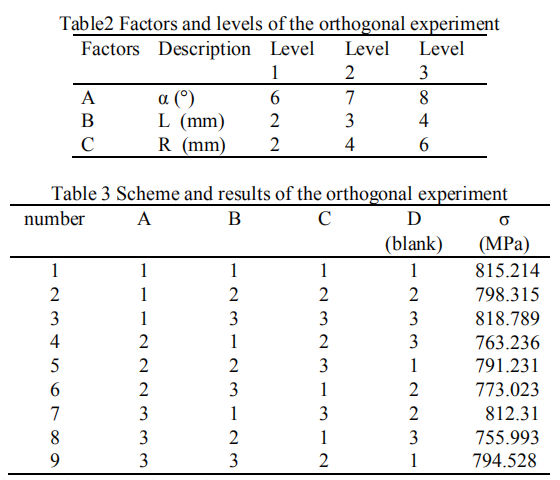 Table2 Factors and levels of the orthogonal experiment
Factors Description Level Level Level
1 2 3
A α (°) 6 7 8
B L (mm) 2 3 4
C R (mm) 2 4 6
Table 3 Scheme and results of the orthogonal experiment
number A B C D σ
(blank) (MPa)
1 1 1 1 1 815.214
2 1 2 2 2 798.315
3 1 3 3 3 818.789
4 2 1 2 3 763.236
5 2 2 3 1 791.231
6 2 3 1 2 773.023
7 3 1 3 2 812.31
8 3 2 1 3 755.993
9 3 3 2 1 794.528